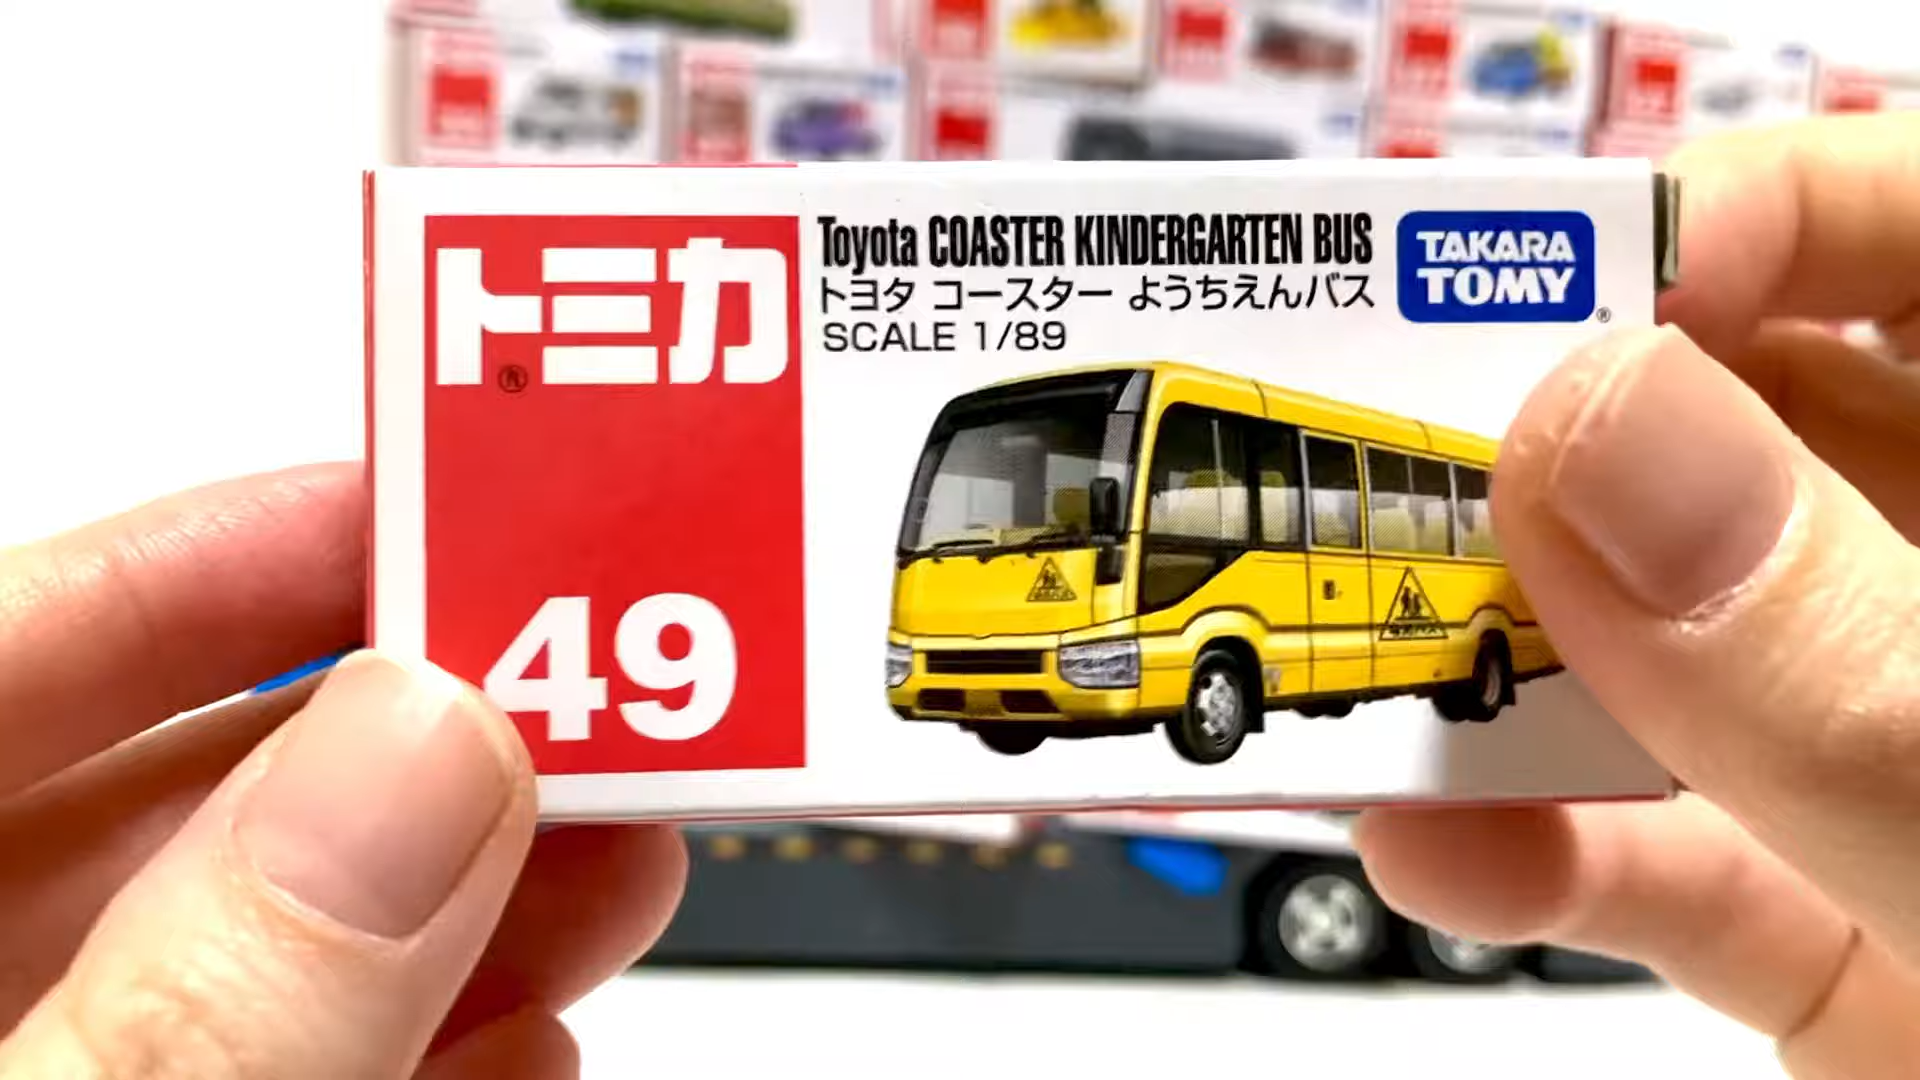 トミカ
49
Toyota COASTER KINDERGARTEN BUS
トヨタ コースター ようちえんバス
SCALE 1/89
TAKARA
TOMY
®